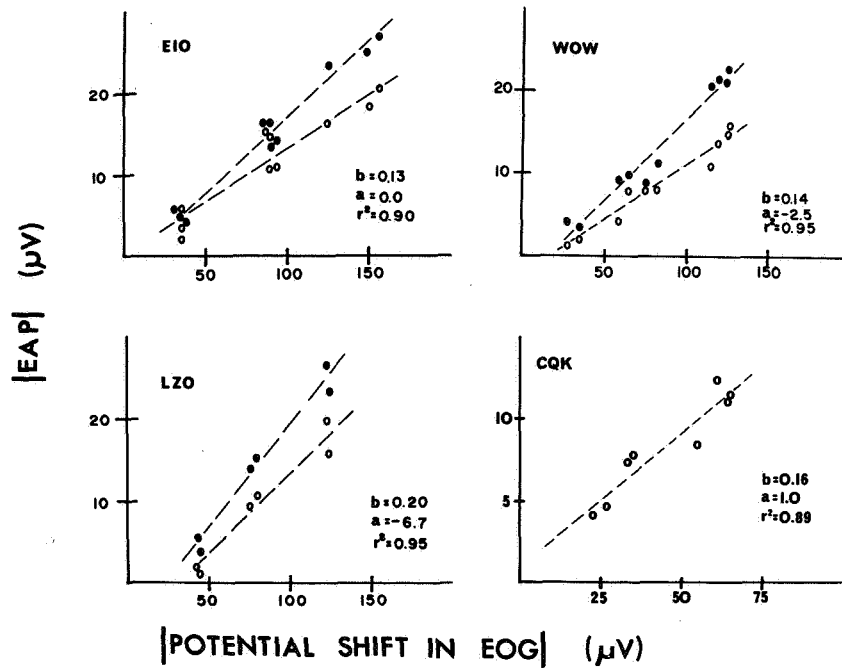 EIO
20
10
50
100
150
b=0.13
a=0.0
r²=0.90
WOW
20
10
50
100
150
b=0.14
a=-2.5
r²=0.95
|EAP| (μV)
LZO
20
10
50
100
150
b=0.20
a=-6.7
r²=0.95
CQK
10
5
25
50
75
b=0.16
a=1.0
r²=0.89
|POTENTIAL SHIFT IN EOG| (μV)